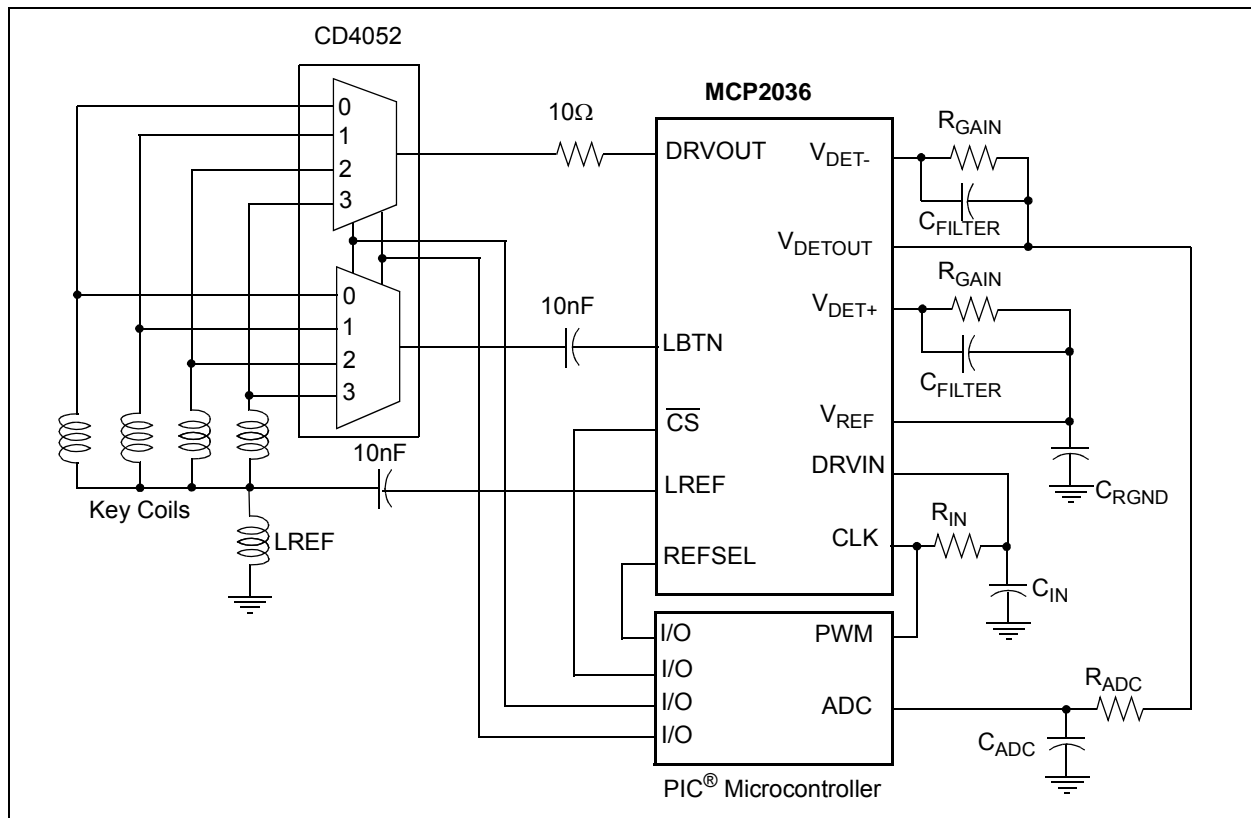 CD4052
MCP2036
0
1
2
3
10Ω
DRVOUT
V_DET-
R_GAIN
C_FILTER
V_DETOUT
0
1
2
3
10nF
LBTN
V_DET+
R_GAIN
C_FILTER
CS
V_REF
10nF
LREF
DRVIN
C_RGND
Key Coils
LREF
REFSEL
CLK
R_IN
C_IN
I/O
I/O
I/O
I/O
PWM
ADC
R_ADC
C_ADC
PIC® Microcontroller